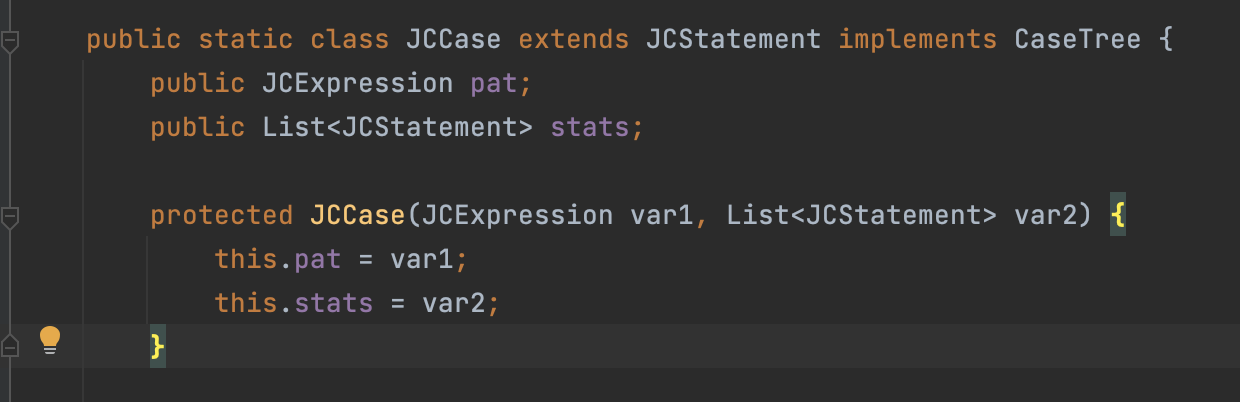 public static class JCCase extends JCStatement implements CaseTree {
public JCExpression pat;
public List<JCStatement> stats;
protected JCCase(JCExpression var1, List<JCStatement> var2) {
this.pat = var1;
this.stats = var2;
}